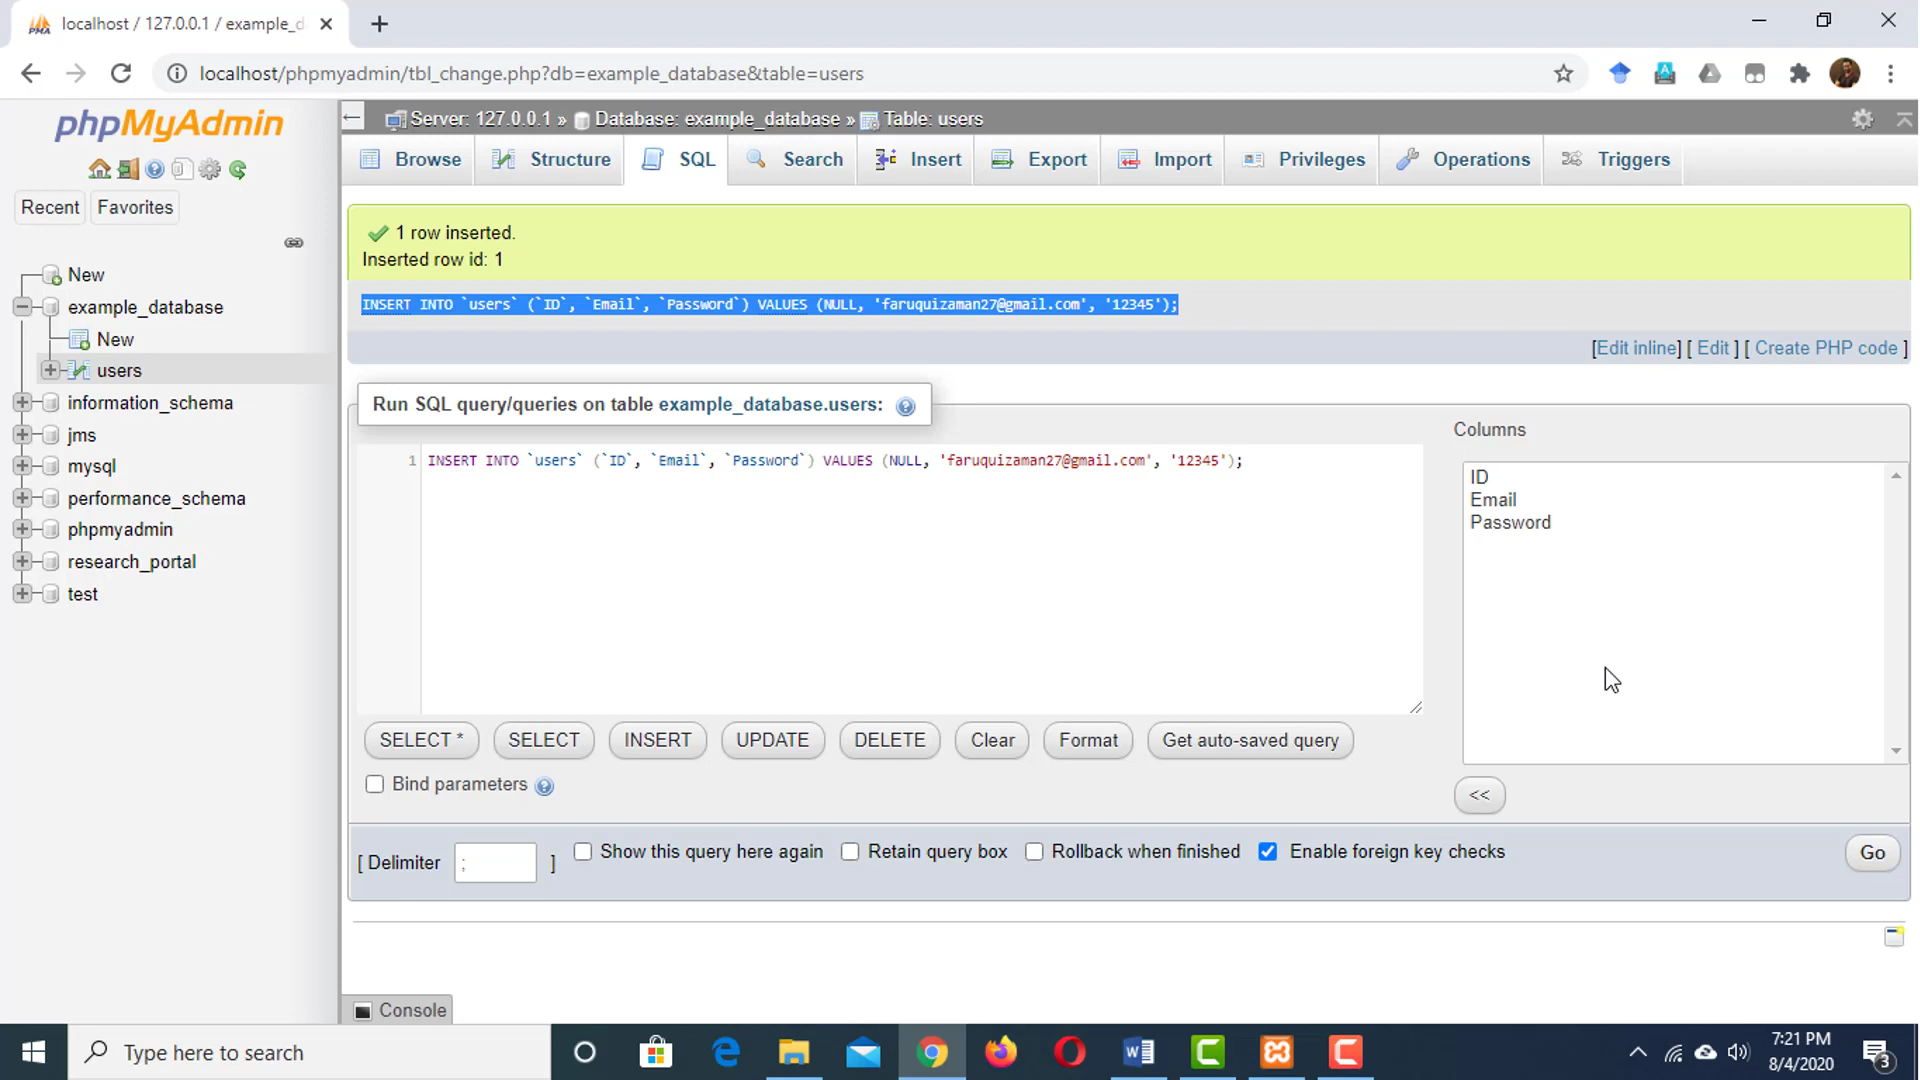 localhost / 127.0.0.1 / example_d
localhost/phpmyadmin/tbl_change.php?db=example_database&table=users
phpMyAdmin
Recent
Favorites
New
example_database
New
users
information_schema
jms
mysql
performance_schema
phpmyadmin
research_portal
test
Server: 127.0.0.1 » Database: example_database » Table: users
Browse
Structure
SQL
Search
Insert
Export
Import
Privileges
Operations
Triggers
1 row inserted.
Inserted row id: 1
INSERT INTO `users` (`ID`, `Email`, `Password`) VALUES (NULL, 'faruquizaman27@gmail.com', '12345');
[Edit inline] [ Edit ] [ Create PHP code ]
Run SQL query/queries on table example_database.users:
1 INSERT INTO `users` (`ID`, `Email`, `Password`) VALUES (NULL, 'faruquizaman27@gmail.com', '12345');
Columns
ID
Email
Password
SELECT *
SELECT
INSERT
UPDATE
DELETE
Clear
Format
Get auto-saved query
<<
Bind parameters
[ Delimiter ; ]
Show this query here again
Retain query box
Rollback when finished
Enable foreign key checks
Go
Console
Type here to search
7:21 PM
8/4/2020
3